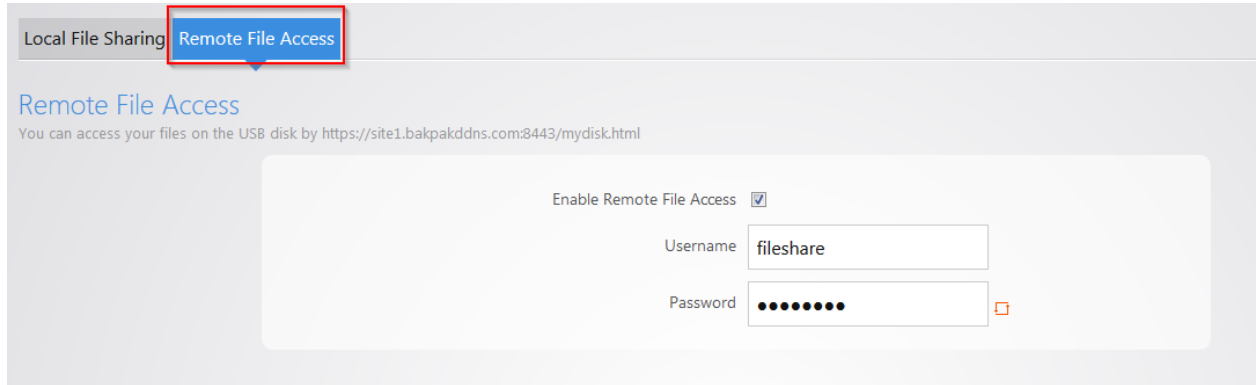 Local File Sharing Remote File Access
Remote File Access
You can access your files on the USB disk by https://site1.bakpakddns.com:8443/mydisk.html
Enable Remote File Access
Username fileshare
Password ●●●●●●●●